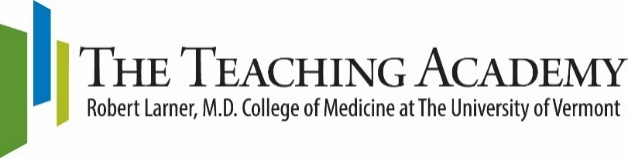 THE TEACHING ACADEMY
Robert Larner, M.D. College of Medicine at The University of Vermont